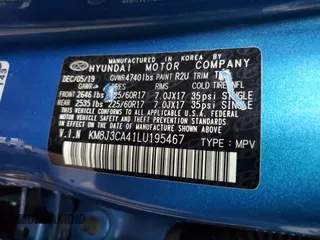 MANUFACTURED IN KOREA BY
HYUNDAI MOTOR COMPANY
DEC/05/19 GVWR4740lbs PAINT R2U TRIM
GAWR TIRES RIMS COLD TIRE INFL
FRONT 2646 lbs 225/60R17 7.0JX17 35psi SINGLE
REAR 2535 lbs 225/60R17 7.0JX17 35psi SINGLE
THIS VEHICLE CONFORMS TO ALL APPLICABLE
U.S. FEDERAL MOTOR VEHICLE SAFETY AND THEFT
PREVENTION STANDARDS IN EFFECT ON THE DATE
OF MANUFACTURE SHOWN ABOVE.
V.I.N KM8J3CA41LU195467 TYPE: MPV